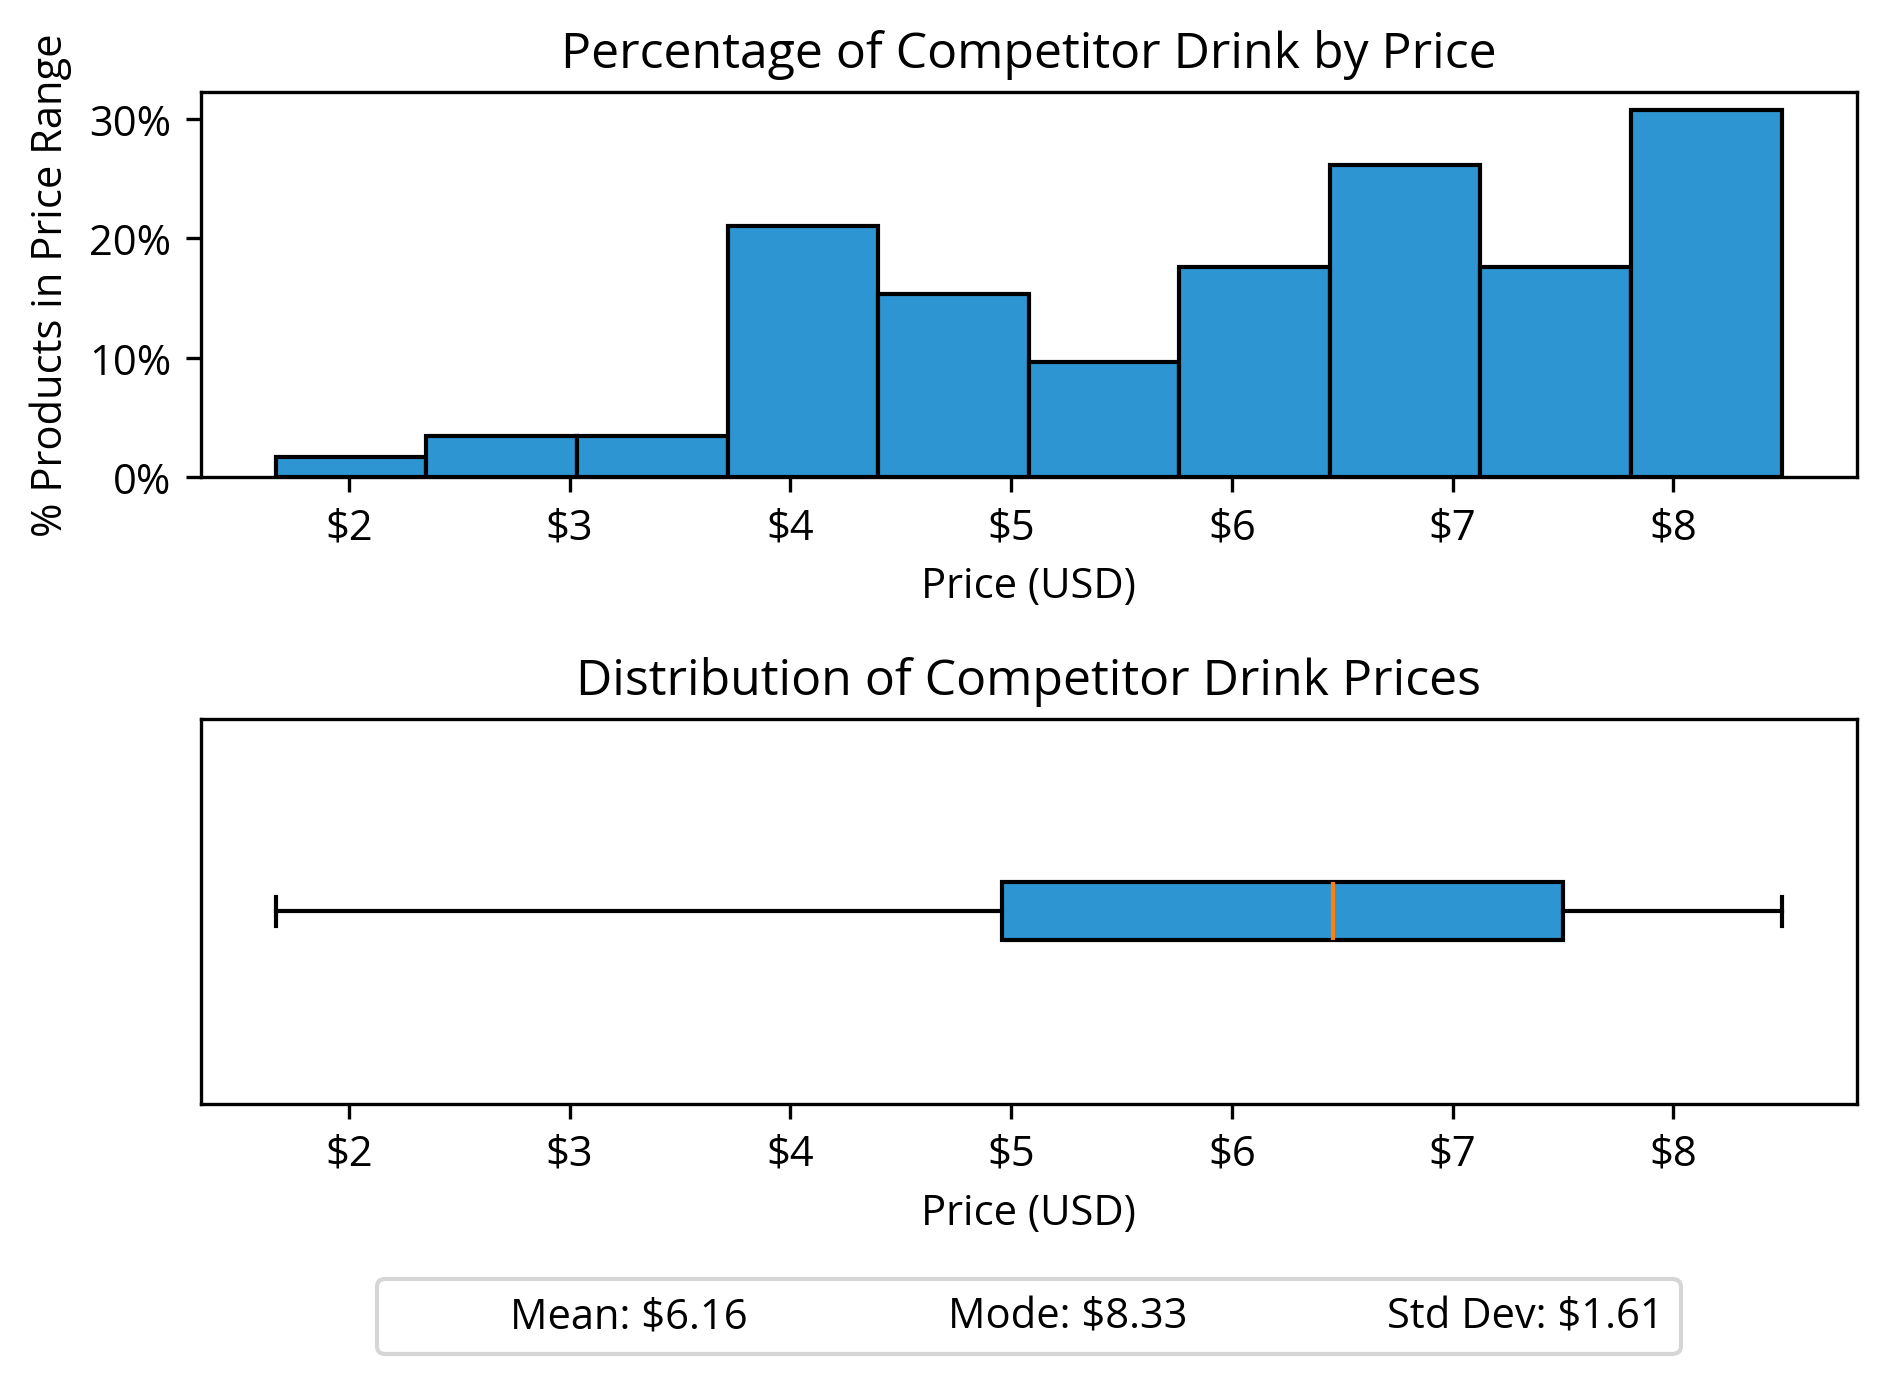 Percentage of Competitor Drink by Price
% Products in Price Range
30%
20%
10%
0%
$2 $3 $4 $5 $6 $7 $8
Price (USD)
Distribution of Competitor Drink Prices
$2 $3 $4 $5 $6 $7 $8
Price (USD)
Mean: $6.16 Mode: $8.33 Std Dev: $1.61